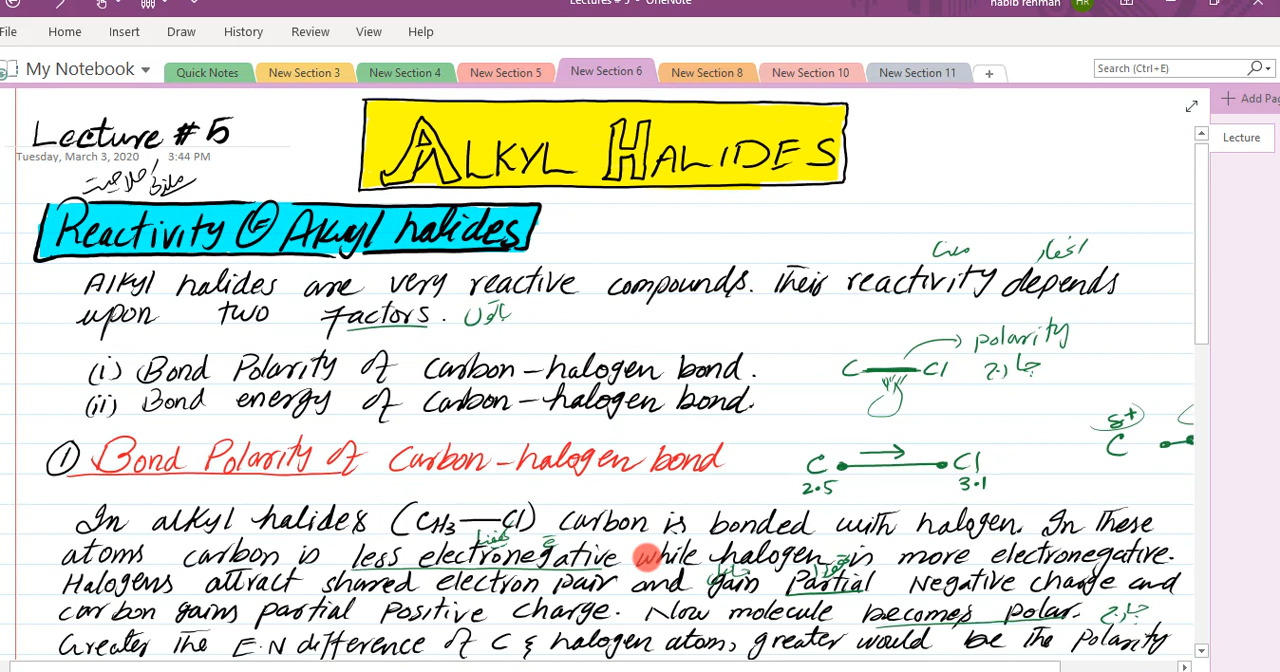 Lectures # 5 - OneNote
habib rehman
HR
File Home Insert Draw History Review View Help
My Notebook
Quick Notes
New Section 3
New Section 4
New Section 5
New Section 6
New Section 8
New Section 10
New Section 11
Search (Ctrl+E)
Add Pag
Lecture
Lecture # 5
Tuesday, March 3, 2020 3:44 PM
ALKYL HALIDES
Reactivity of Alkyl halides
Alkyl halides are very reactive compounds. Their reactivity depends
upon two factors.
(i) Bond Polarity of carbon-halogen bond.
(ii) Bond energy of carbon-halogen bond.
C Cl polarity
چارج
① Bond Polarity of carbon-halogen bond
C Cl
2.5 3.1
δ+
C
In alkyl halides (CH3—Cl) carbon is bonded with halogen. In these
atoms carbon is less electronegative while halogen is more electronegative.
Halogens attract shared electron pair and gain Partial Negative charge and
carbon gains partial Positive charge. Now molecule becomes polar. چارج
Greater the E.N difference of C & halogen atom, greater would be the Polarity